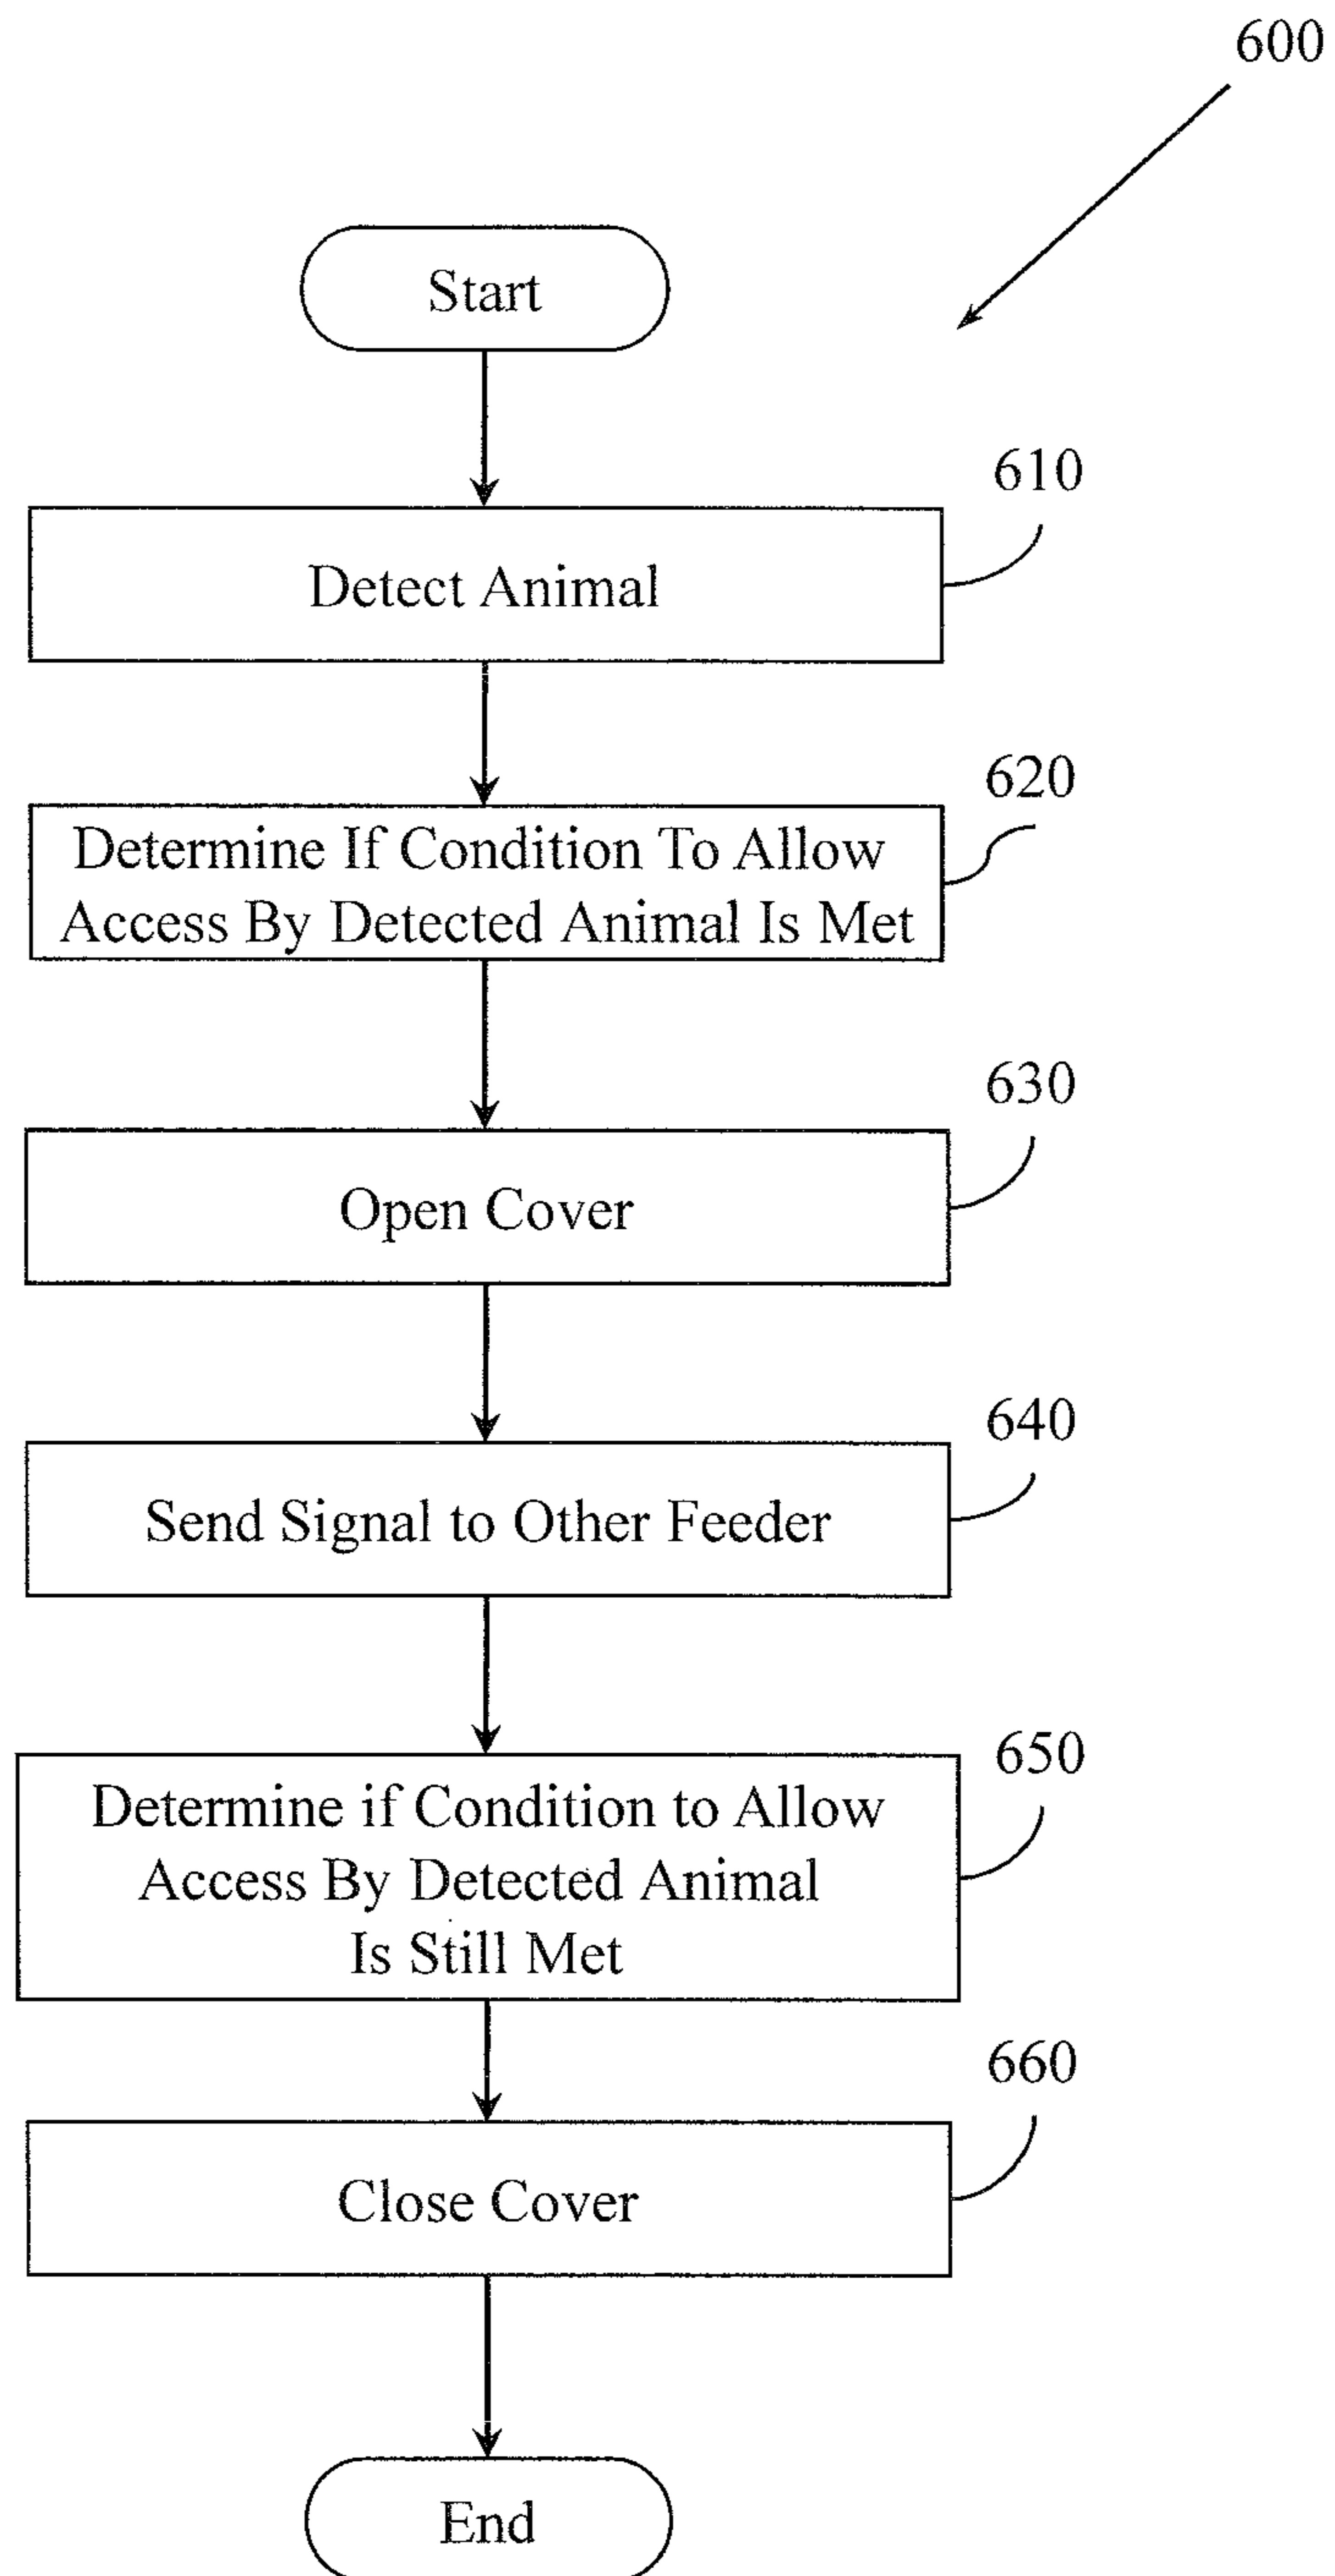 600
Start
610
Detect Animal
620
Determine If Condition To Allow
Access By Detected Animal Is Met
630
Open Cover
640
Send Signal to Other Feeder
650
Determine if Condition to Allow
Access By Detected Animal
Is Still Met
660
Close Cover
End